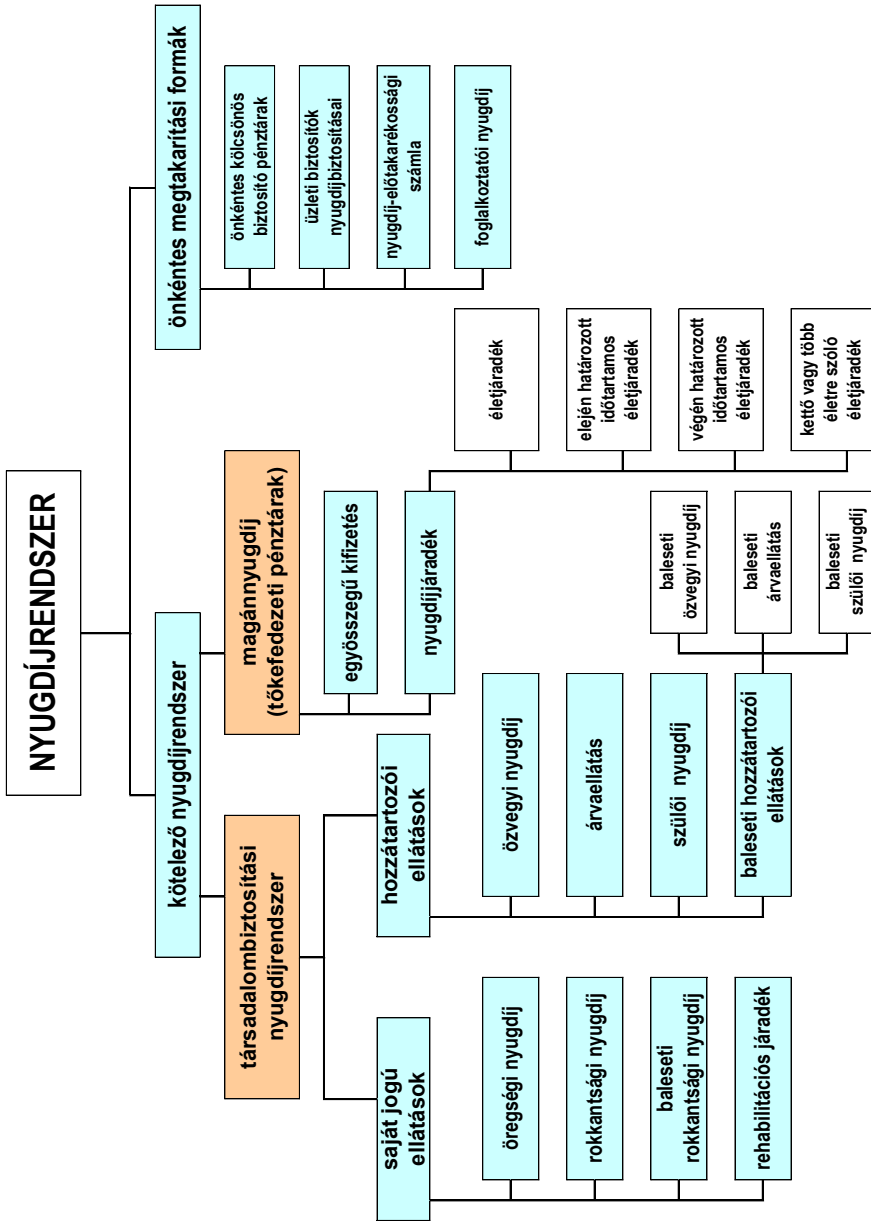 NYUGDÍJRENDSZER
kötelező nyugdíjrendszer
társadalombiztosítási
nyugdíjrendszer
saját jogú
ellátások
öregségi nyugdíj
rokkantsági nyugdíj
baleseti
rokkantsági nyugdíj
rehabilitációs járadék
hozzátartozói
ellátások
özvegyi nyugdíj
árvaellátás
szülői nyugdíj
baleseti hozzátartozói
ellátások
baleseti
özvegyi nyugdíj
baleseti
árvaellátás
baleseti
szülői nyugdíj
magánnyugdíj
(tőkefedezeti pénztárak)
egyösszegű kifizetés
nyugdíjjáradék
életjáradék
elején határozott
időtartamos
életjáradék
végén határozott
időtartamos
életjáradék
kettő vagy több
életre szóló
életjáradék
önkéntes megtakarítási formák
önkéntes kölcsönös
biztosító pénztárak
üzleti biztosítók
nyugdíjbiztosításai
nyugdíj-előtakarékossági
számla
foglalkoztatói nyugdíj